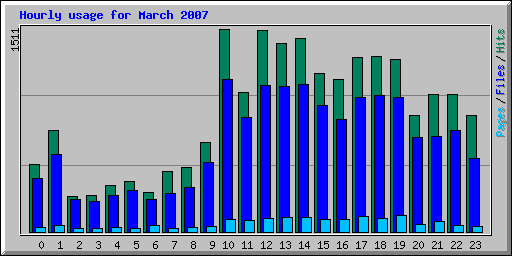 Hourly usage for March 2007
1511
Pages/Files/Hits
0 1 2 3 4 5 6 7 8 9 10 11 12 13 14 15 16 17 18 19 20 21 22 23